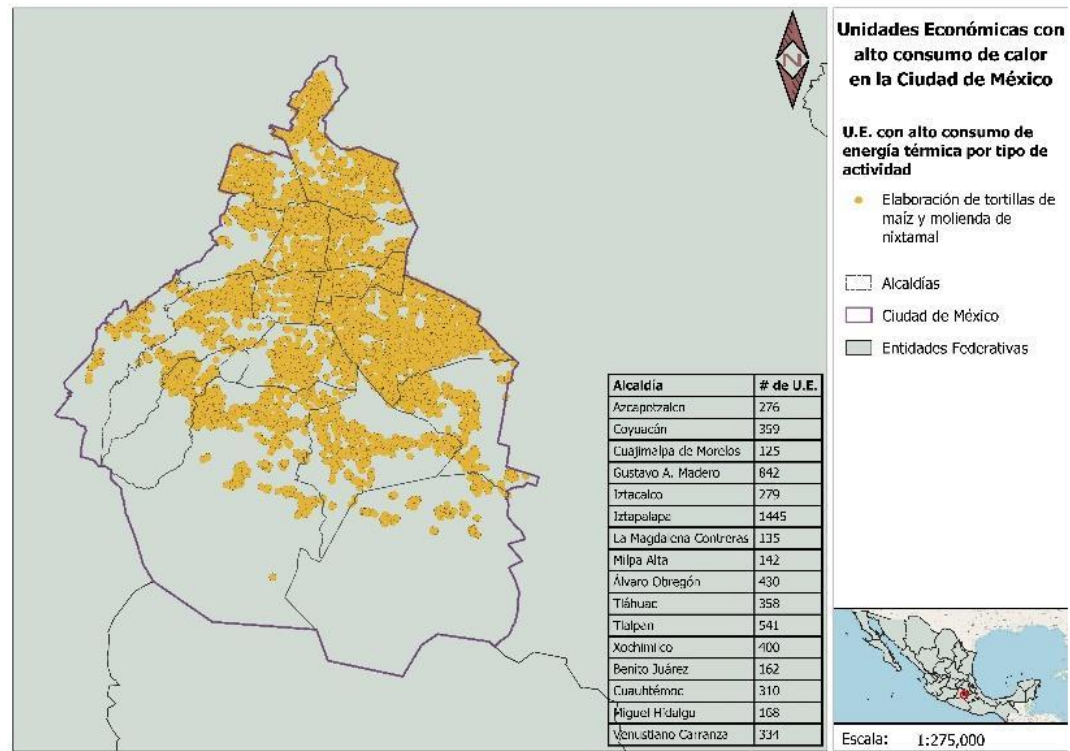 N
Unidades Económicas con
alto consumo de calor
en la Ciudad de México
U.E. con alto consumo de
energía térmica por tipo de
actividad
Elaboración de tortillas de
maíz y molienda de
nixtamal
Alcaldías
Ciudad de México
Entidades Federativas
Alcaldía # de U.E.
Azcapotzalco 276
Coyoacán 359
Cuajimalpa de Morelos 125
Gustavo A. Madero 842
Iztacalco 279
Iztapalapa 1445
La Magdalena Contreras 135
Milpa Alta 142
Álvaro Obregón 430
Tláhuac 358
Tlalpan 541
Xochimilco 400
Benito Juárez 162
Cuauhtémoc 310
Miguel Hidalgo 168
Venustiano Carranza 334
Escala: 1:275,000